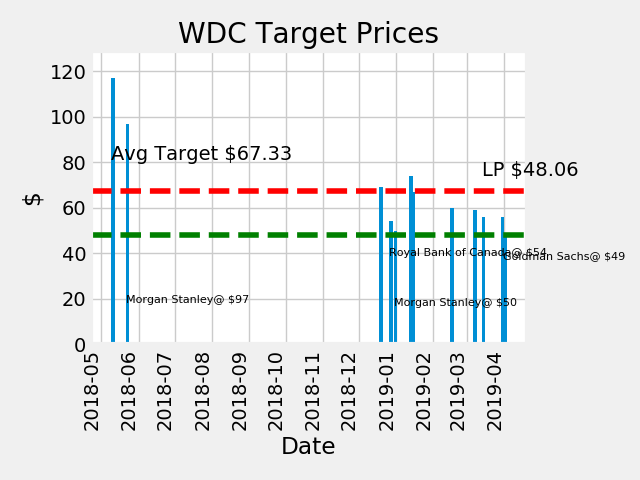 WDC Target Prices
120
100
80
60
40
20
0
$
Avg Target $67.33
LP $48.06
Royal Bank of Canada@ $54
Goldman Sachs@ $49
Morgan Stanley@ $97
Morgan Stanley@ $50
2018-05
2018-06
2018-07
2018-08
2018-09
2018-10
2018-11
2018-12
2019-01
2019-02
2019-03
2019-04
Date